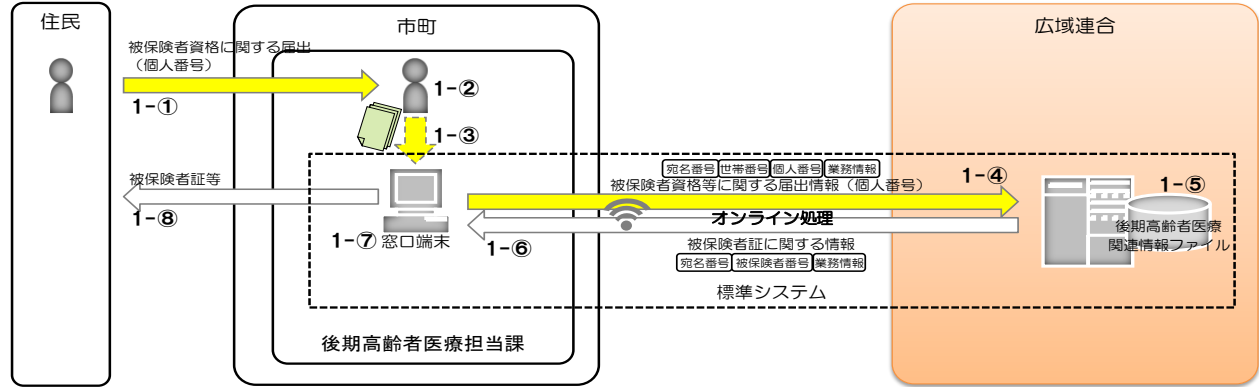 住民
市町
広域連合
被保険者資格に関する届出
（個人番号）
1-①
1-②
1-③
宛名番号 世帯番号 個人番号 業務情報
被保険者資格等に関する届出情報（個人番号）
1-④
1-⑤
被保険者証等
1-⑧
オンライン処理
後期高齢者医療
関連情報ファイル
1-⑦ 窓口端末
1-⑥
被保険者証に関する情報
宛名番号 被保険者番号 業務情報
標準システム
後期高齢者医療担当課